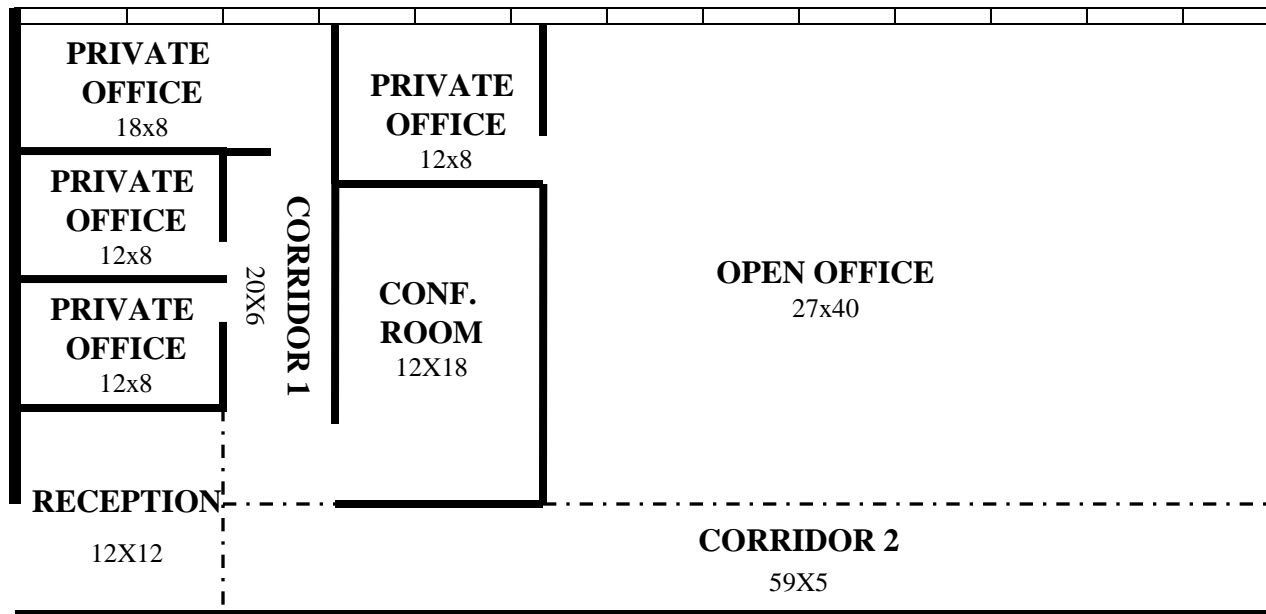 PRIVATE
OFFICE
18x8
PRIVATE
OFFICE
12x8
PRIVATE
OFFICE
12x8
RECEPTION
12X12
CORRIDOR 1
20X6
PRIVATE
OFFICE
12x8
CONF.
ROOM
12X18
OPEN OFFICE
27x40
CORRIDOR 2
59X5